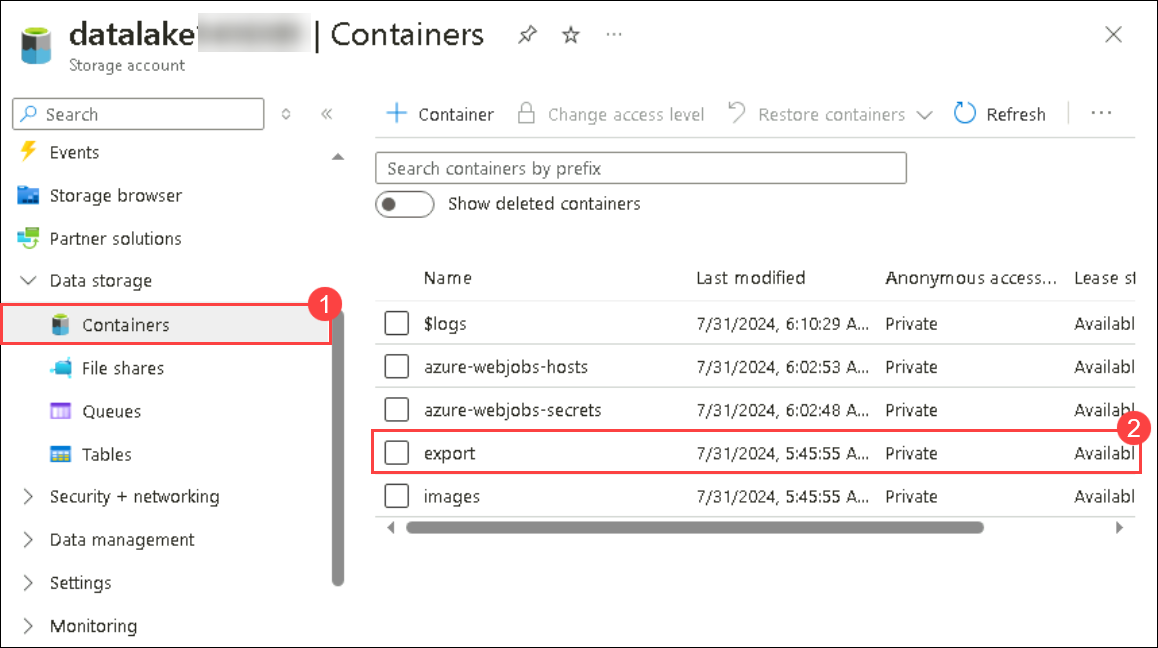 datalake | Containers
Storage account
Search
Events
Storage browser
Partner solutions
Data storage
Containers
1
File shares
Queues
Tables
Security + networking
Data management
Settings
Monitoring
Container Change access level Restore containers Refresh
Search containers by prefix
Show deleted containers
Name Last modified Anonymous access... Lease st
$logs 7/31/2024, 6:10:29 A... Private Availabl
azure-webjobs-hosts 7/31/2024, 6:02:53 A... Private Availabl
azure-webjobs-secrets 7/31/2024, 6:02:48 A... Private Availabl
2
export 7/31/2024, 5:45:55 A... Private Availabl
images 7/31/2024, 5:45:55 A... Private Availabl